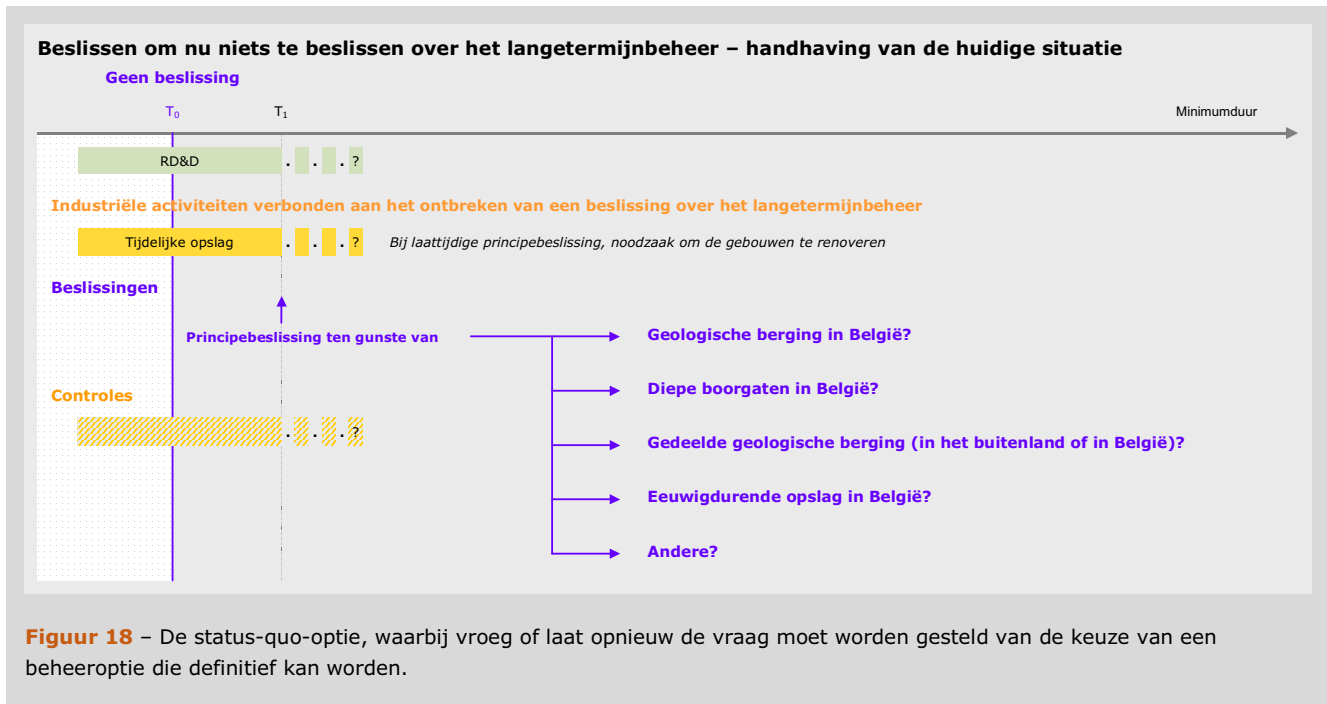 Beslissen om nu niets te beslissen over het langetermijnbeheer – handhaving van de huidige situatie
Geen beslissing
T0 T1 Minimumduur
RD&D . . . ?
Industriële activiteiten verbonden aan het ontbreken van een beslissing over het langetermijnbeheer
Tijdelijke opslag . . . ? Bij laattijdige principebeslissing, noodzaak om de gebouwen te renoveren
Beslissingen
Principebeslissing ten gunste van
Geologische berging in België?
Diepe boorgaten in België?
Gedeelde geologische berging (in het buitenland of in België)?
Eeuwigdurende opslag in België?
Andere?
Controles
. . . ?
Figuur 18 – De status-quo-optie, waarbij vroeg of laat opnieuw de vraag moet worden gesteld van de keuze van een
beheeroptie die definitief kan worden.